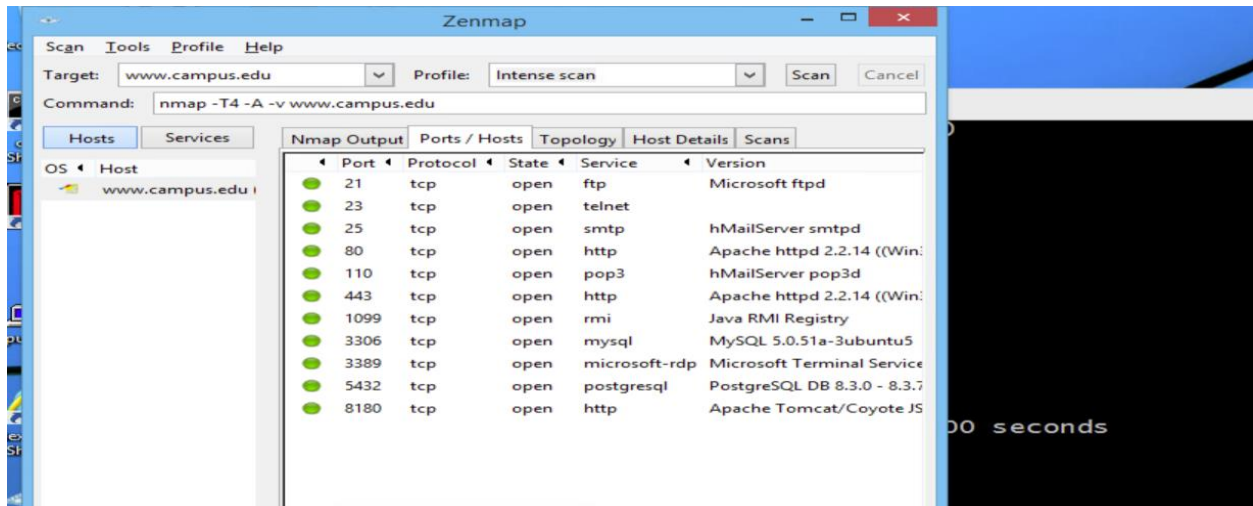 Zenmap
Scan Tools Profile Help
Target: www.campus.edu Profile: Intense scan Scan Cancel
Command: nmap -T4 -A -v www.campus.edu
Hosts Services Nmap Output Ports / Hosts Topology Host Details Scans
OS Host Port Protocol State Service Version
www.campus.edu (
21 tcp open ftp Microsoft ftpd
23 tcp open telnet
25 tcp open smtp hMailServer smtpd
80 tcp open http Apache httpd 2.2.14 ((Win
110 tcp open pop3 hMailServer pop3d
443 tcp open http Apache httpd 2.2.14 ((Win
1099 tcp open rmi Java RMI Registry
3306 tcp open mysql MySQL 5.0.51a-3ubuntu5
3389 tcp open microsoft-rdp Microsoft Terminal Service
5432 tcp open postgresql PostgreSQL DB 8.3.0 - 8.3.7
8180 tcp open http Apache Tomcat/Coyote JS
00 seconds